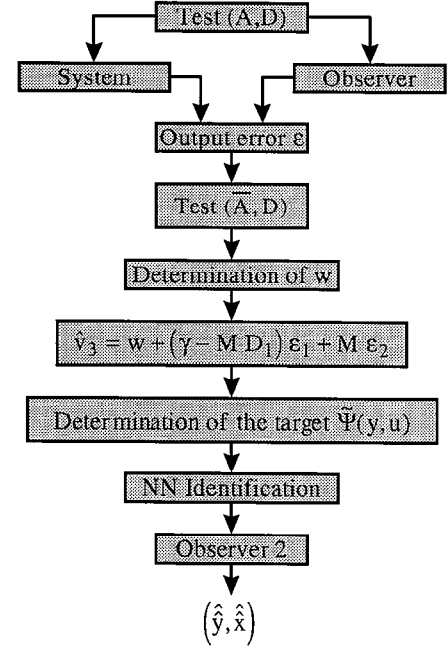 Test (A,D)
System
Observer
Output error ε
Test (A̅, D)
Determination of w
v̂₃ = w + (γ − M D₁) ε₁ + M ε₂
Determination of the target Ψ̃(y, u)
NN Identification
Observer 2
(ŷ̂, x̂̂)